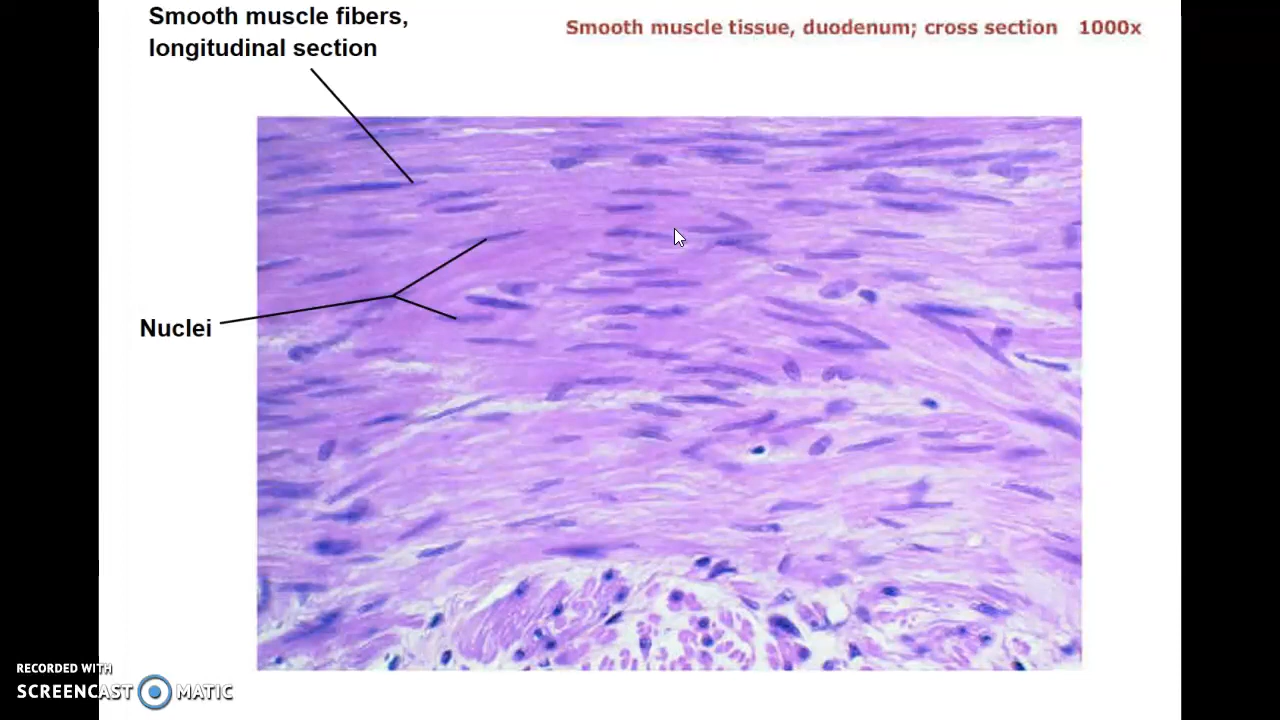 Smooth muscle fibers,
longitudinal section
Smooth muscle tissue, duodenum; cross section 1000x
Nuclei
RECORDED WITH
SCREENCAST MATIC